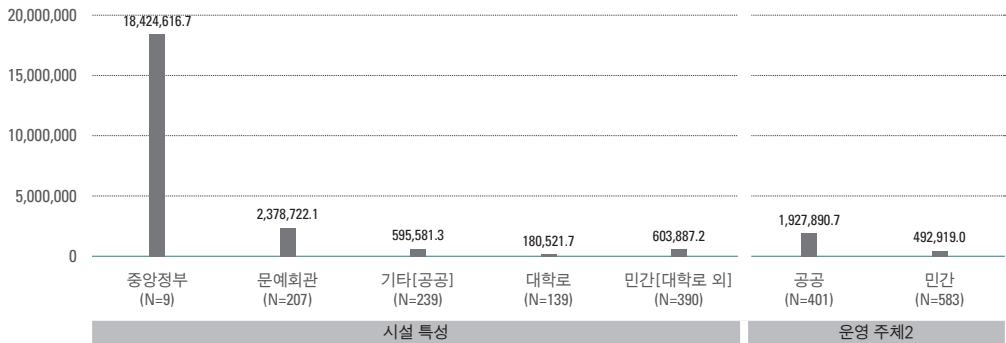 20,000,000
15,000,000
10,000,000
5,000,000
0
18,424,616.7
2,378,722.1
595,581.3
180,521.7
603,887.2
1,927,890.7
492,919.0
중앙정부
(N=9)
문예회관
(N=207)
기타[공공]
(N=239)
대학로
(N=139)
민간[대학로 외]
(N=390)
공공
(N=401)
민간
(N=583)
시설 특성
운영 주체2